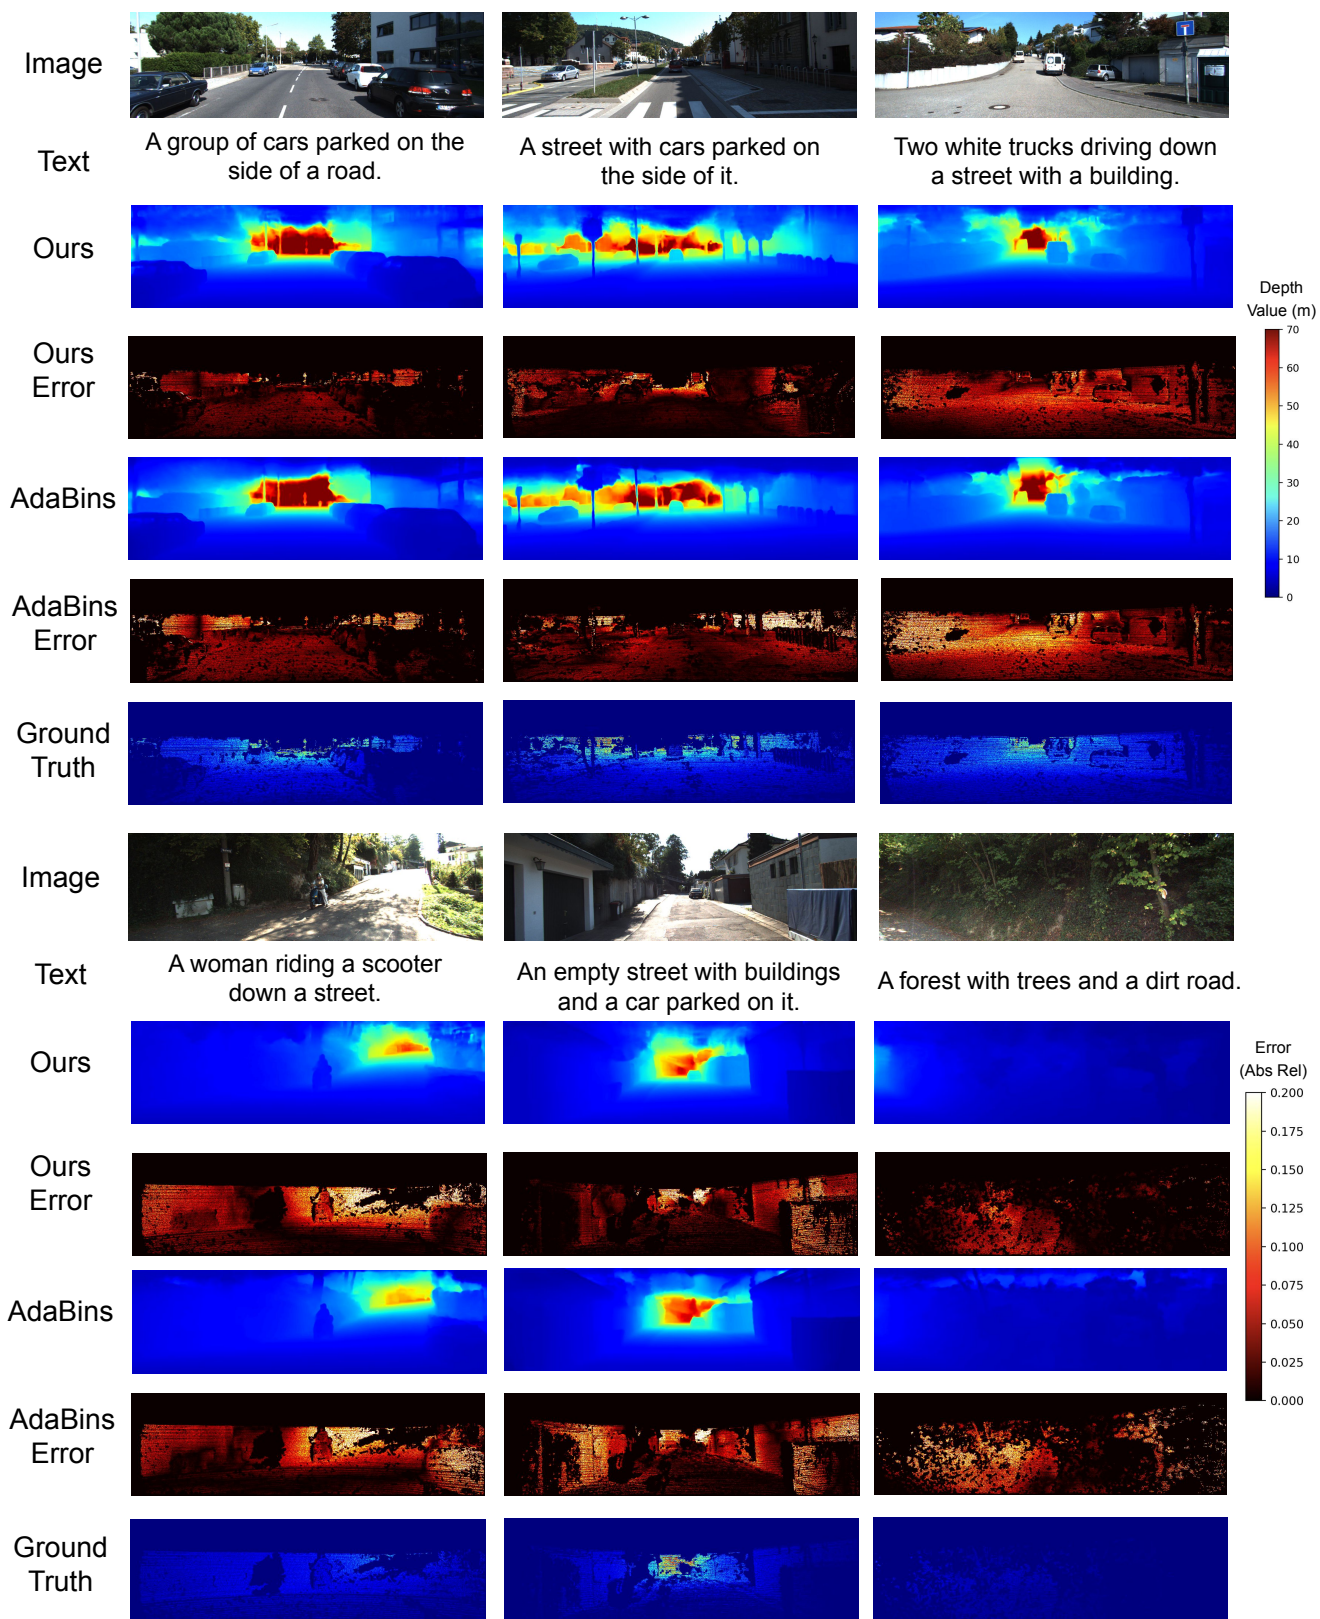 Image
Text
A group of cars parked on the
side of a road.
A street with cars parked on
the side of it.
Two white trucks driving down
a street with a building.
Ours
Ours
Error
AdaBins
AdaBins
Error
Ground
Truth
Depth
Value (m)
70
60
50
40
30
20
10
0
Image
Text
A woman riding a scooter
down a street.
An empty street with buildings
and a car parked on it.
A forest with trees and a dirt road.
Ours
Ours
Error
AdaBins
AdaBins
Error
Ground
Truth
Error
(Abs Rel)
0.200
0.175
0.150
0.125
0.100
0.075
0.050
0.025
0.000